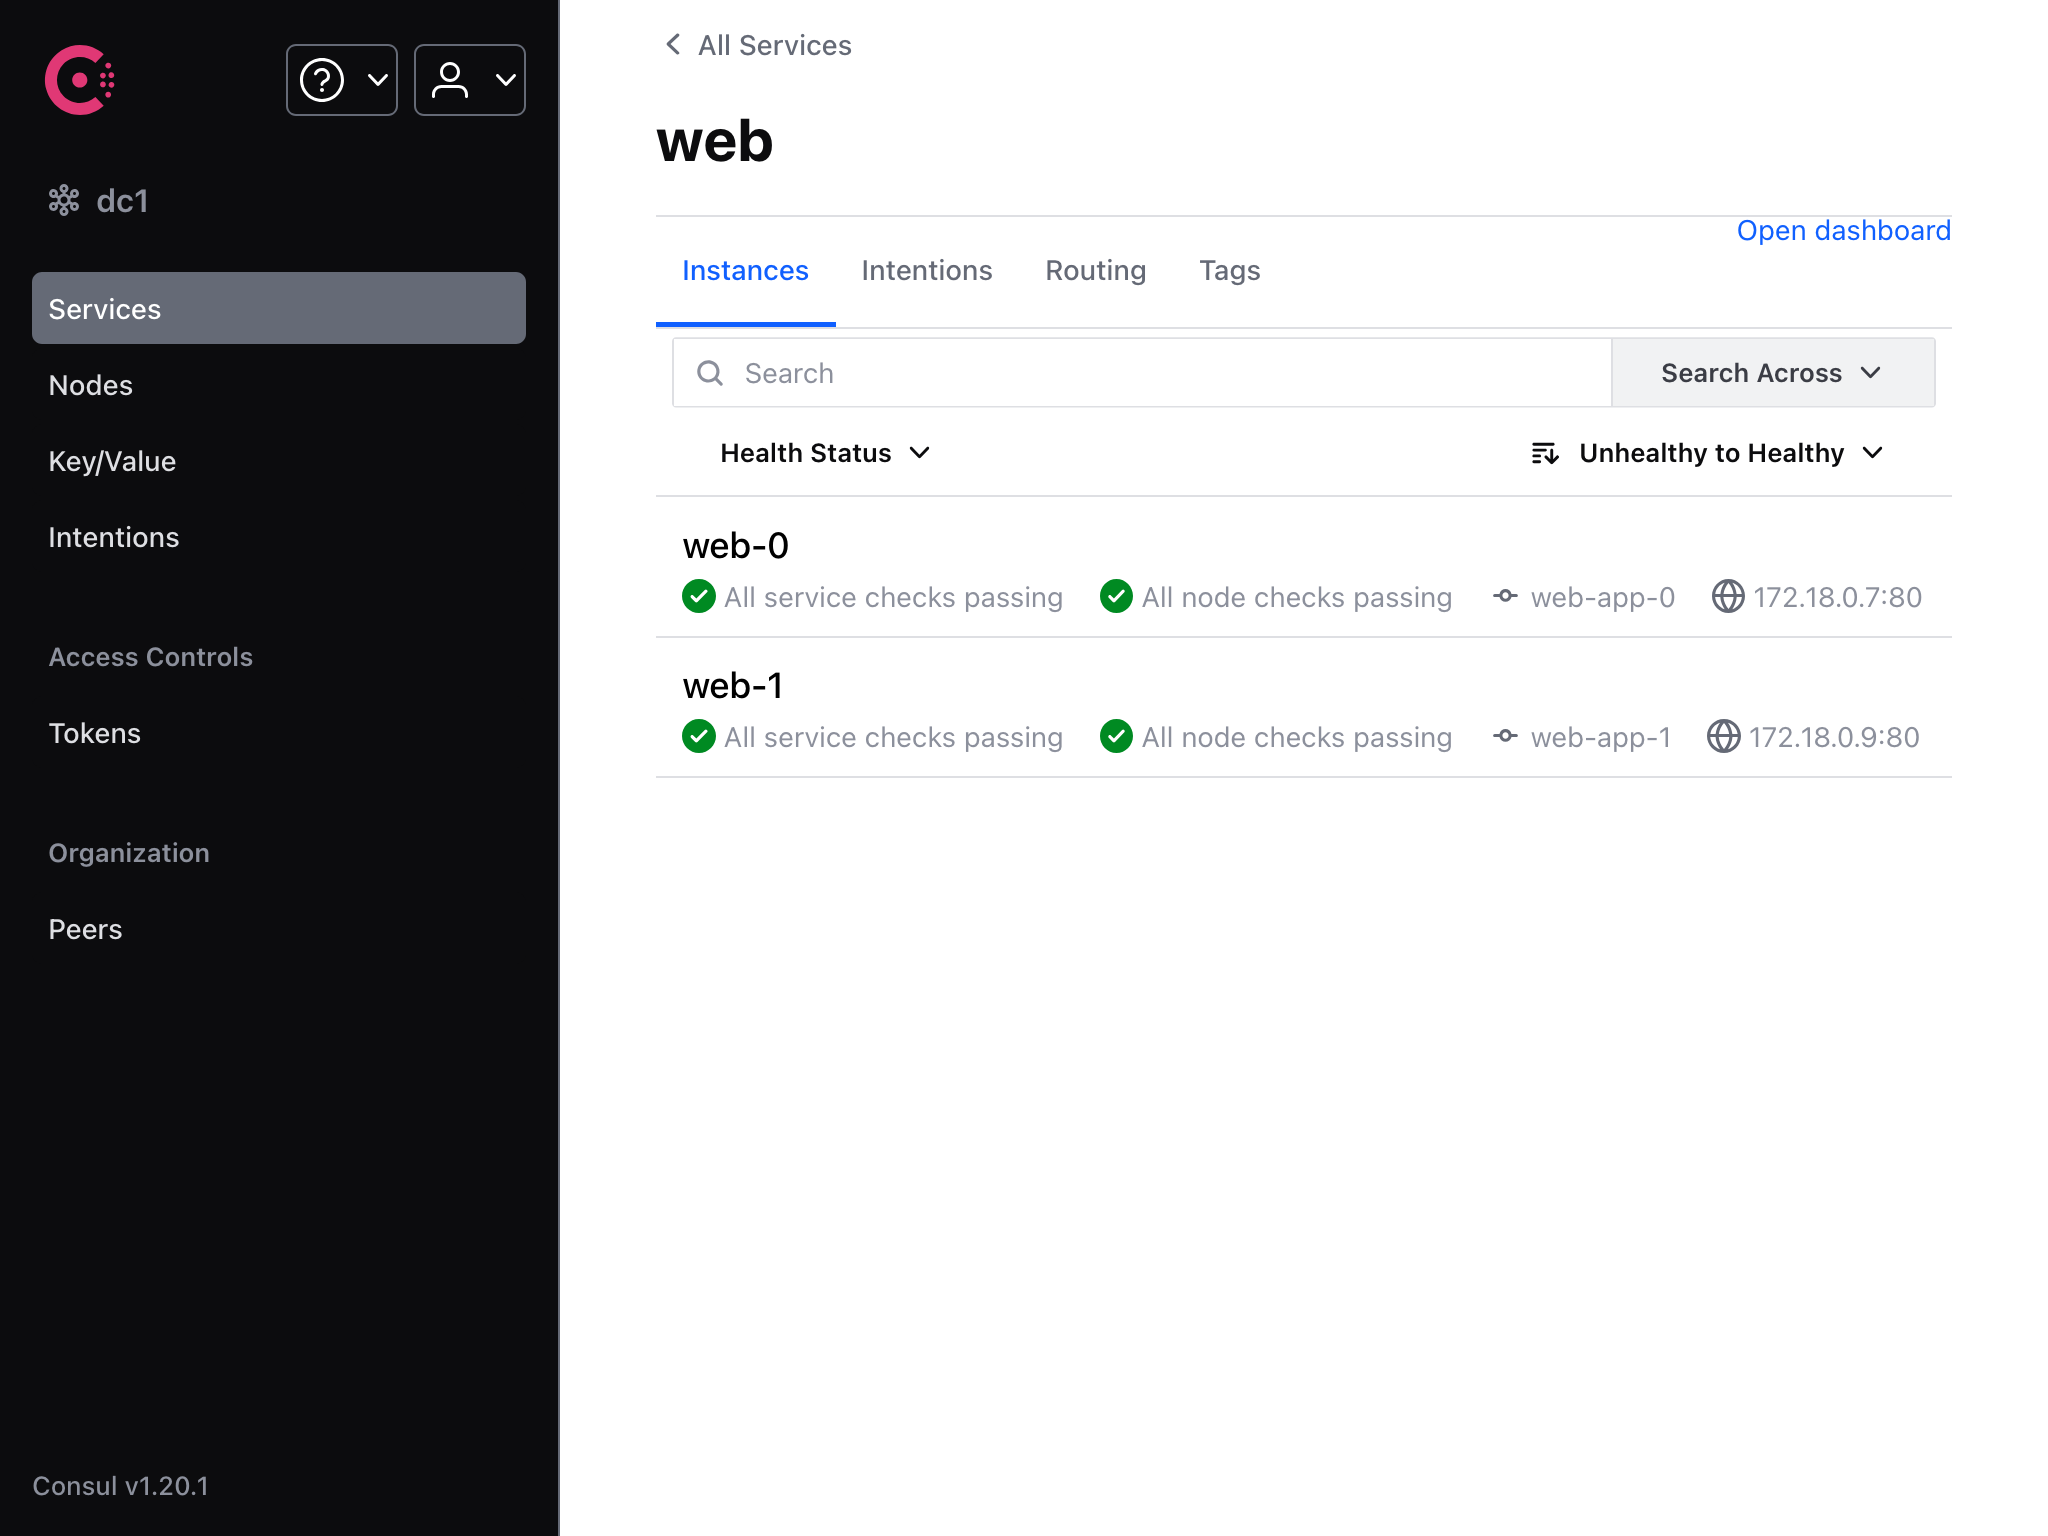 dc1
Services
Nodes
Key/Value
Intentions
Access Controls
Tokens
Organization
Peers
Consul v1.20.1
All Services
web
Open dashboard
Instances Intentions Routing Tags
Search Search Across
Health Status Unhealthy to Healthy
web-0
All service checks passing All node checks passing web-app-0 172.18.0.7:80
web-1
All service checks passing All node checks passing web-app-1 172.18.0.9:80